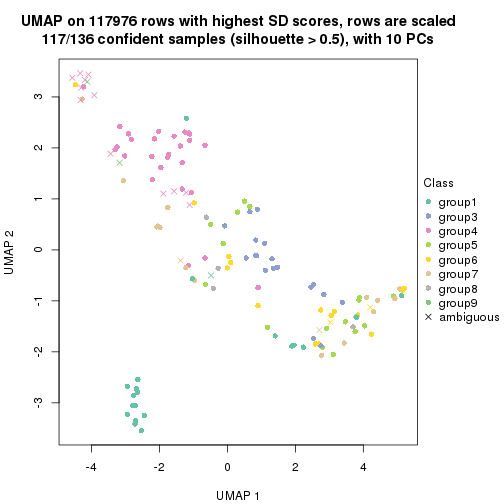 UMAP on 117976 rows with highest SD scores, rows are scaled
117/136 confident samples (silhouette > 0.5), with 10 PCs
3
2
1
0
-1
-2
-3
UMAP 2
-4
-2
0
2
4
UMAP 1
Class
group1
group3
group4
group5
group6
group7
group8
group9
ambiguous